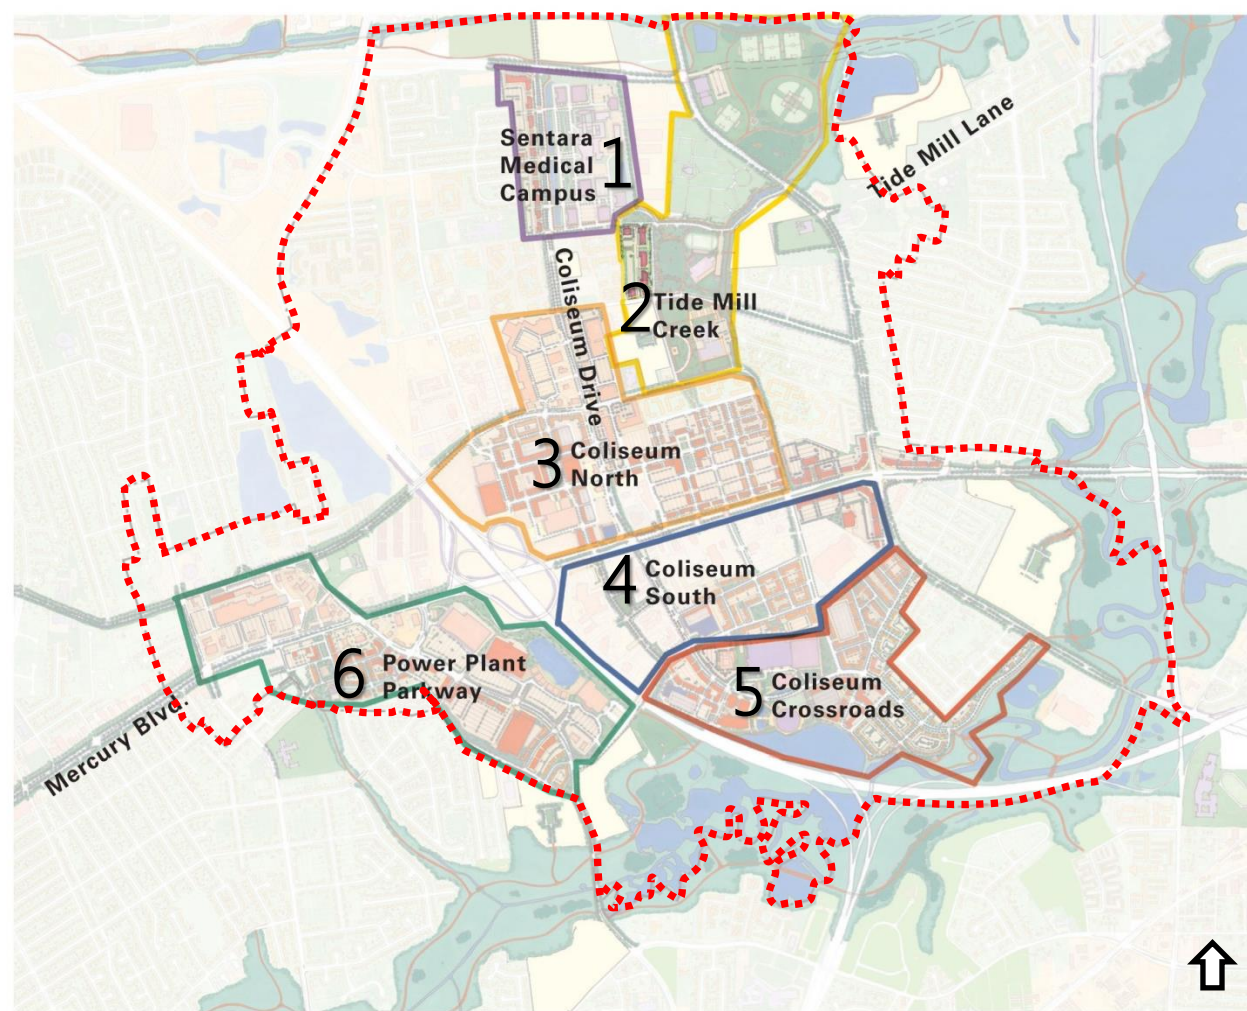 Tide Mill Lane
Sentara
Medical
Campus
1
Coliseum Drive
2
Tide Mill
Creek
3
Coliseum
North
4
Coliseum
South
5
Coliseum
Crossroads
6
Power Plant
Parkway
Mercury Blvd.